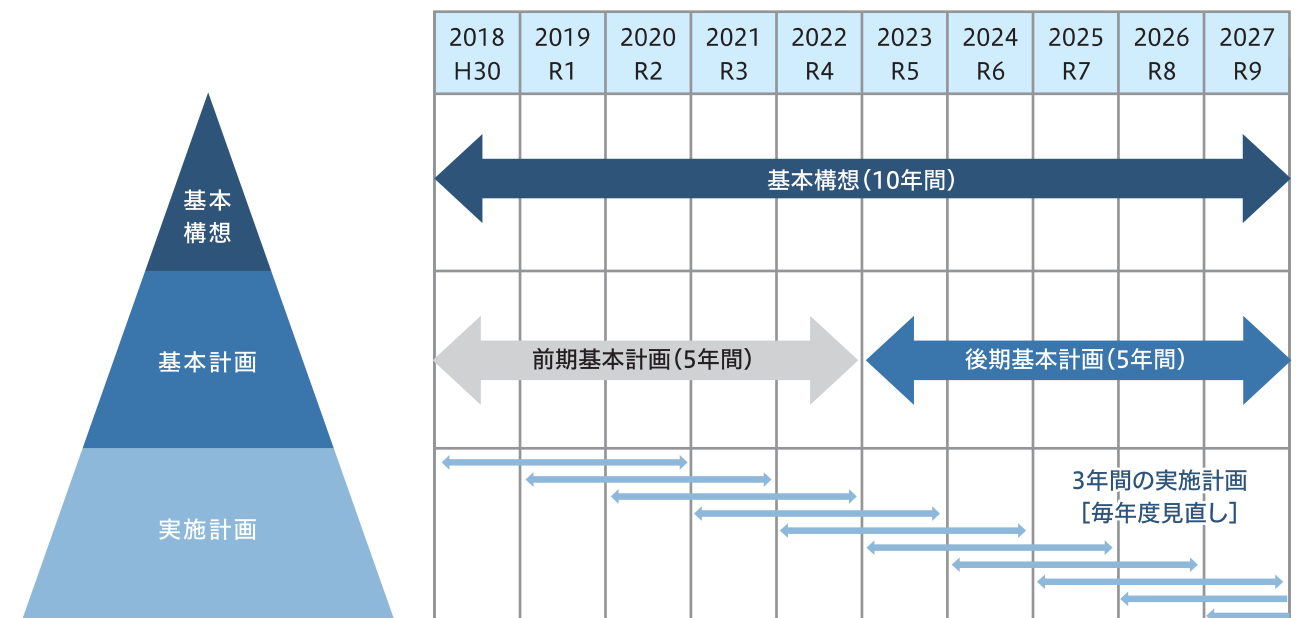 2018 2019 2020 2021 2022 2023 2024 2025 2026 2027
H30 R1 R2 R3 R4 R5 R6 R7 R8 R9
基本
構想
基本構想（10年間）
基本計画
前期基本計画（5年間）
後期基本計画（5年間）
実施計画
3年間の実施計画
［毎年度見直し］